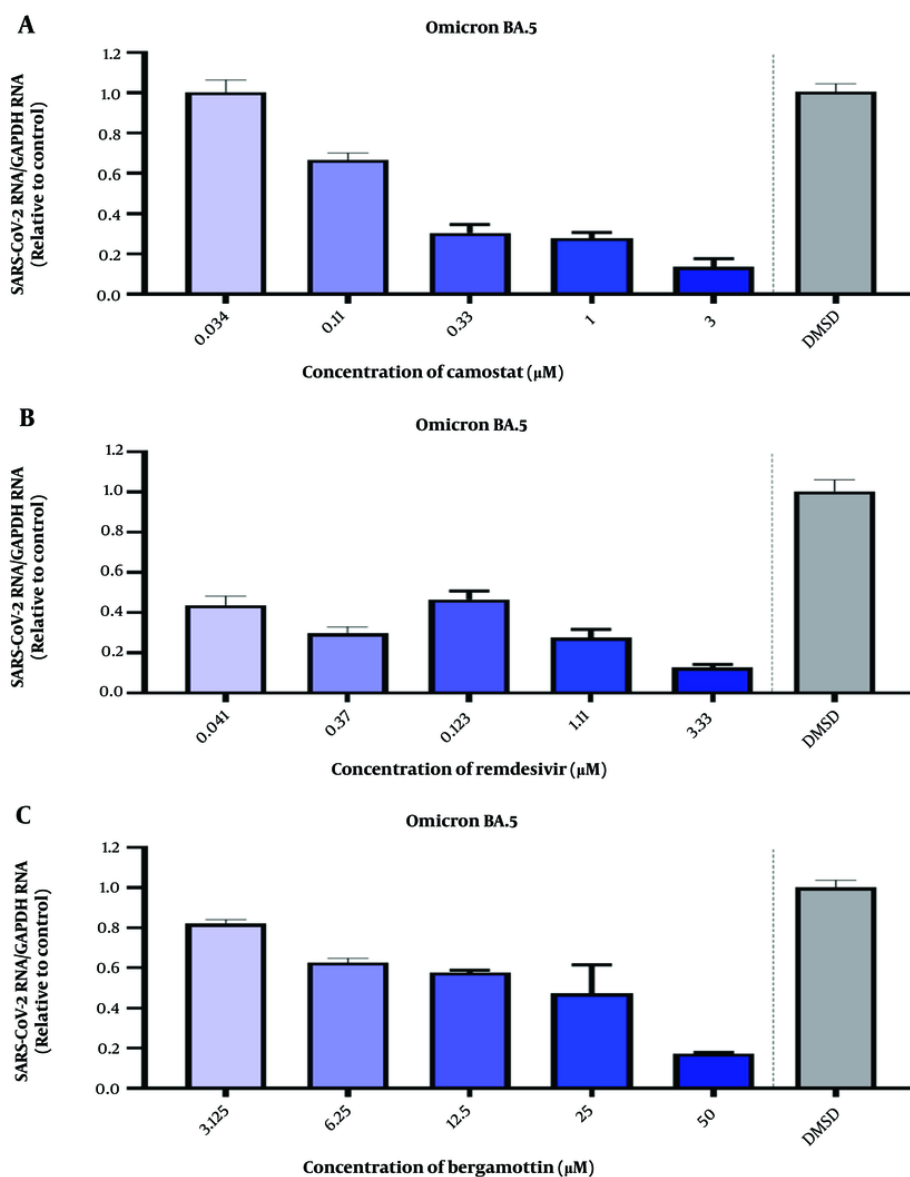 A
Omicron BA.5
SARS-CoV-2 RNA/GAPDH RNA
(Relative to control)
1.2
1.0
0.8
0.6
0.4
0.2
0.0
0.034
0.11
0.33
1
3
DMSD
Concentration of camostat (µM)
B
Omicron BA.5
SARS-CoV-2 RNA/GAPDH RNA
(Relative to control)
1.2
1.0
0.8
0.6
0.4
0.2
0.0
0.041
0.37
0.123
1.11
3.33
DMSD
Concentration of remdesivir (µM)
C
Omicron BA.5
SARS-CoV-2 RNA/GAPDH RNA
(Relative to control)
1.2
1.0
0.8
0.6
0.4
0.2
0.0
3.125
6.25
12.5
25
50
DMSD
Concentration of bergamottin (µM)